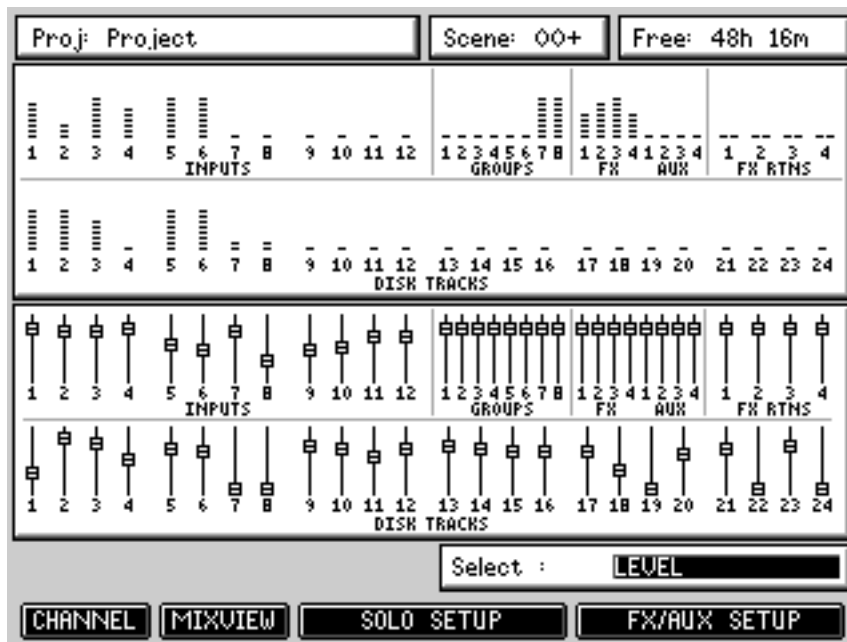 Proj: Project Scene: 00+ Free: 48h 16m
1 2 3 4 5 6 7 8 9 10 11 12 1 2 3 4 5 6 7 8 1 2 3 4 1 2 3 4 1 2 3 4
INPUTS GROUPS FX AUX FX RTNS
1 2 3 4 5 6 7 8 9 10 11 12 13 14 15 16 17 18 19 20 21 22 23 24
DISK TRACKS
1 2 3 4 5 6 7 8 9 10 11 12 1 2 3 4 5 6 7 8 1 2 3 4 1 2 3 4 1 2 3 4
INPUTS GROUPS FX AUX FX RTNS
1 2 3 4 5 6 7 8 9 10 11 12 13 14 15 16 17 18 19 20 21 22 23 24
DISK TRACKS
Select : LEVEL
CHANNEL MIXVIEW SOLO SETUP FX/AUX SETUP